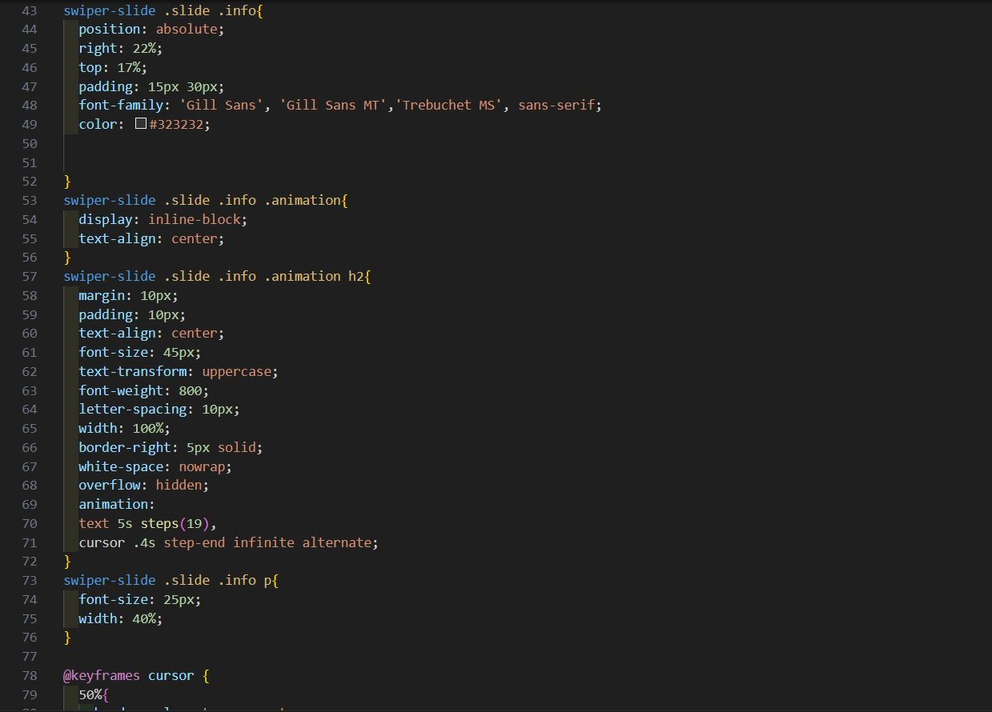 43 swiper-slide .slide .info{
44 position: absolute;
45 right: 22%;
46 top: 17%;
47 padding: 15px 30px;
48 font-family: 'Gill Sans', 'Gill Sans MT','Trebuchet MS', sans-serif;
49 color: #323232;
50
51
52 }
53 swiper-slide .slide .info .animation{
54 display: inline-block;
55 text-align: center;
56 }
57 swiper-slide .slide .info .animation h2{
58 margin: 10px;
59 padding: 10px;
60 text-align: center;
61 font-size: 45px;
62 text-transform: uppercase;
63 font-weight: 800;
64 letter-spacing: 10px;
65 width: 100%;
66 border-right: 5px solid;
67 white-space: nowrap;
68 overflow: hidden;
69 animation:
70 text 5s steps(19),
71 cursor .4s step-end infinite alternate;
72 }
73 swiper-slide .slide .info p{
74 font-size: 25px;
75 width: 40%;
76 }
77
78 @keyframes cursor {
79 50%{